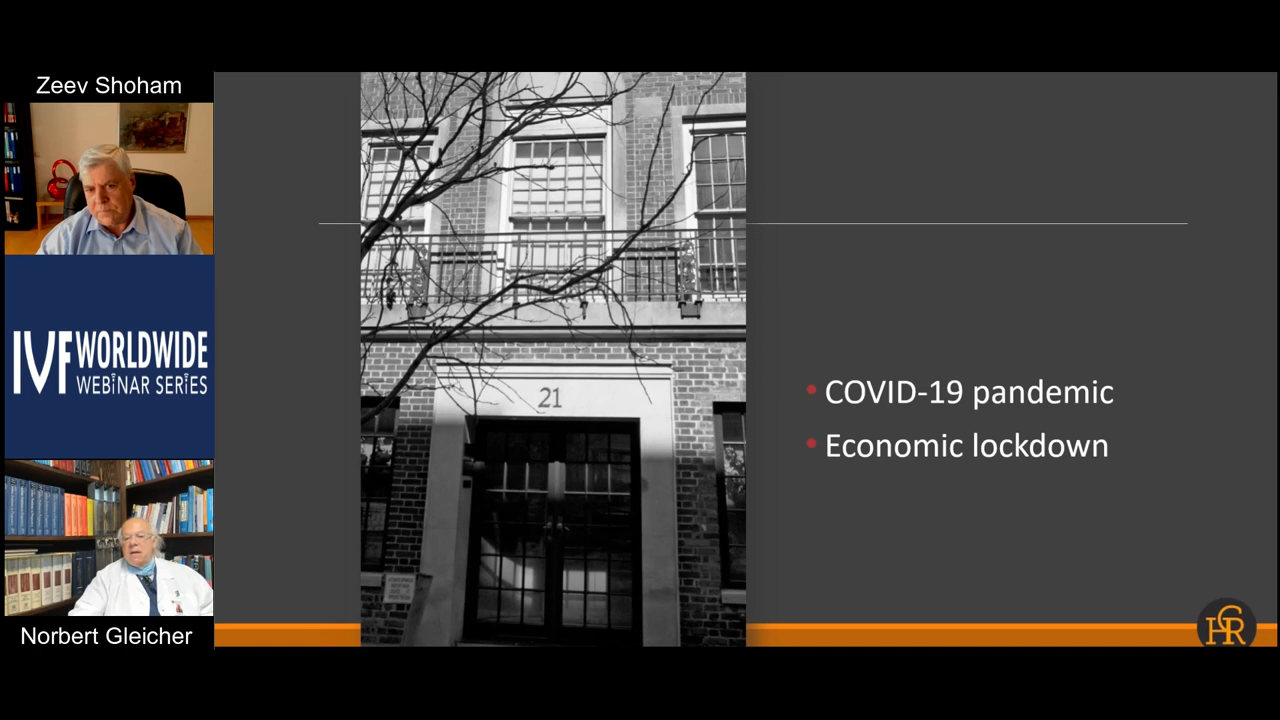 Zeev Shoham
IVF WORLDWIDE
WEBINAR SERIES
Norbert Gleicher
21
• COVID-19 pandemic
• Economic lockdown
CHR